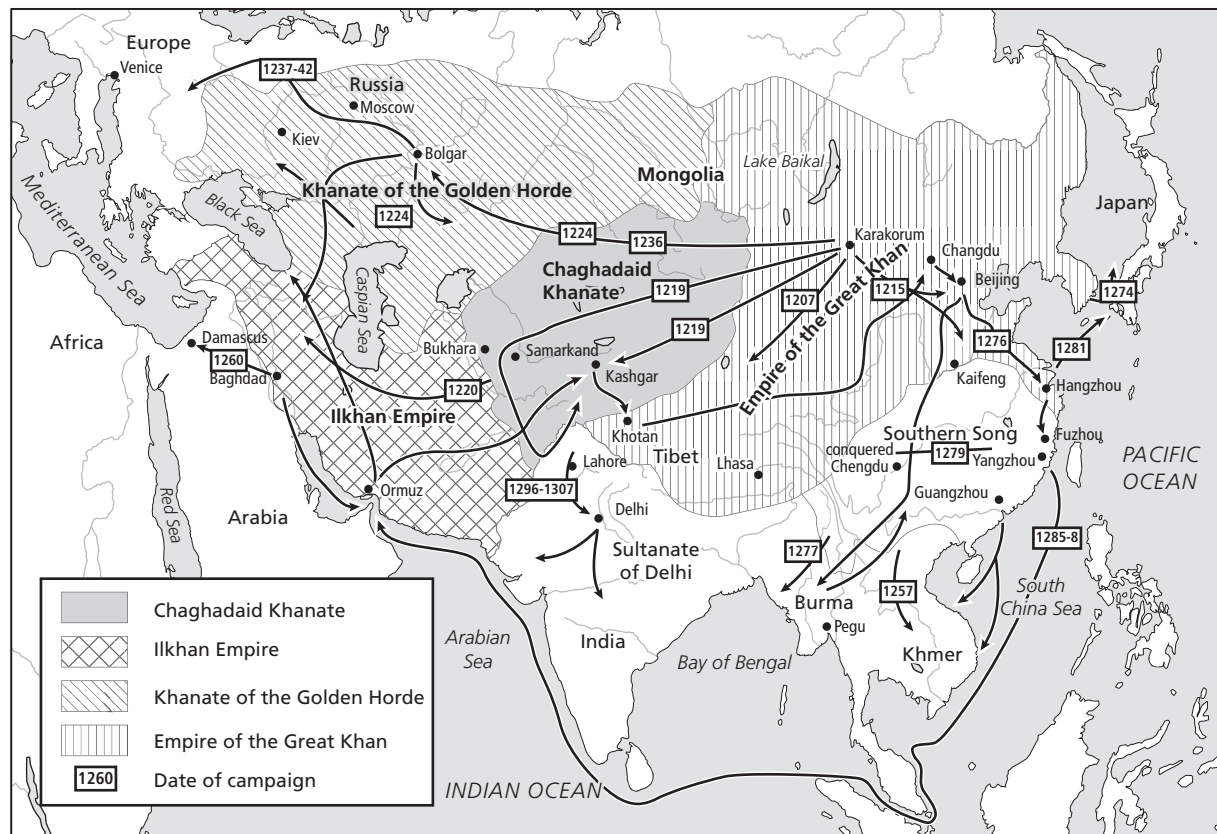 Europe
Venice
1237-42
Russia
Moscow
Kiev
Bolgar
Lake Baikal
Mongolia
Khanate of the Golden Horde
Mediterranean Sea
Black Sea
1224
1224
1236
Karakorum
Changdu
Japan
Chaghadaid
Khanate
Caspian Sea
1219
1207
1215
Beijing
1274
Empire of the Great Khan
Africa
Damascus
1260
Baghdad
Bukhara
Samarkand
1219
Kashgar
1276
1281
Kaifeng
Hangzhou
1220
Ilkhan Empire
Khotan
Tibet
Southern Song
conquered
Chengdu
1279
Fuzhou
Yangzhou
PACIFIC
OCEAN
Lahore
Lhasa
Ormuz
1296-1307
Guangzhou
Red Sea
Arabia
Delhi
Sultanate
of Delhi
1277
1285-8
Burma
1257
South
China Sea
Pegu
Arabian
Sea
India
Bay of Bengal
Khmer
INDIAN OCEAN
Chaghadaid Khanate
Ilkhan Empire
Khanate of the Golden Horde
Empire of the Great Khan
1260
Date of campaign